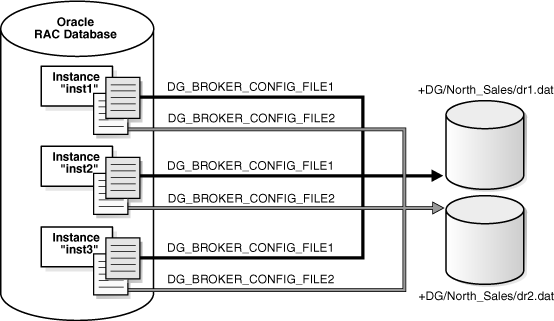 Oracle
RAC Database
Instance
"inst1"
DG_BROKER_CONFIG_FILE1
DG_BROKER_CONFIG_FILE2
+DG/North_Sales/dr1.dat
Instance
"inst2"
DG_BROKER_CONFIG_FILE1
DG_BROKER_CONFIG_FILE2
Instance
"inst3"
DG_BROKER_CONFIG_FILE1
DG_BROKER_CONFIG_FILE2
+DG/North_Sales/dr2.dat